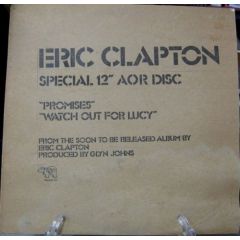 ERIC CLAPTON
SPECIAL 12" AOR DISC
"PROMISES"
"WATCH OUT FOR LUCY"
FROM THE SOON TO BE RELEASED ALBUM BY
ERIC CLAPTON
PRODUCED BY GLYN JOHNS